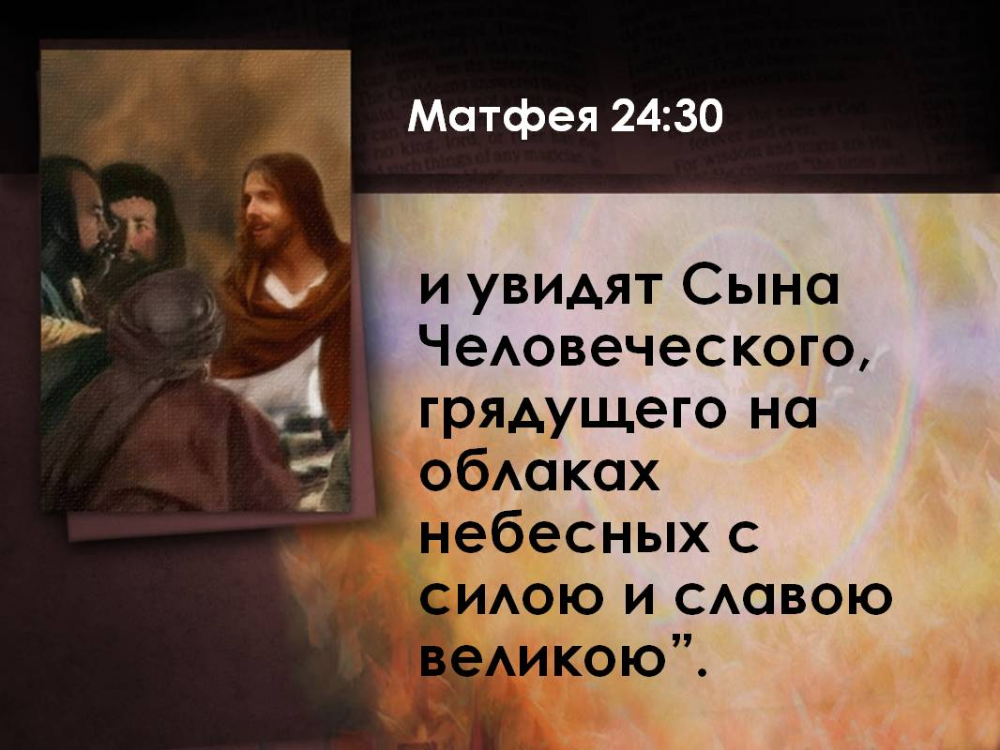 Матфея 24:30
и увидят Сына
Человеческого,
грядущего на
облаках
небесных с
силою и славою
великою”.